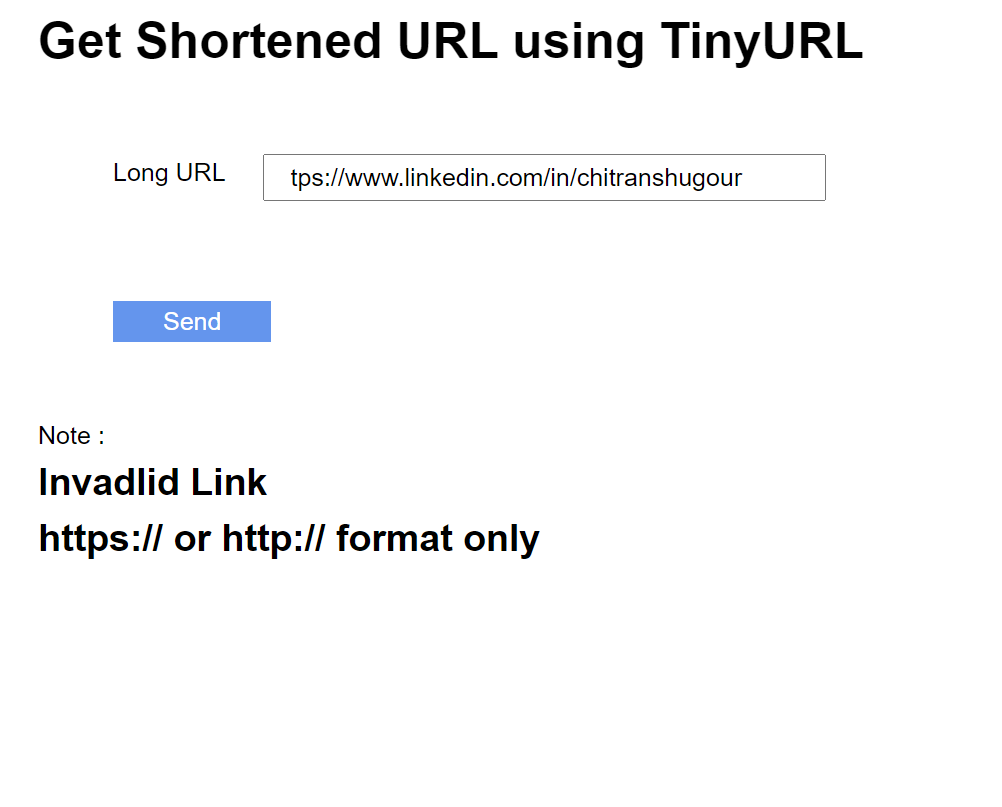 Get Shortened URL using TinyURL
Long URL tps://www.linkedin.com/in/chitranshugour
Send
Note :
Invadlid Link
https:// or http:// format only